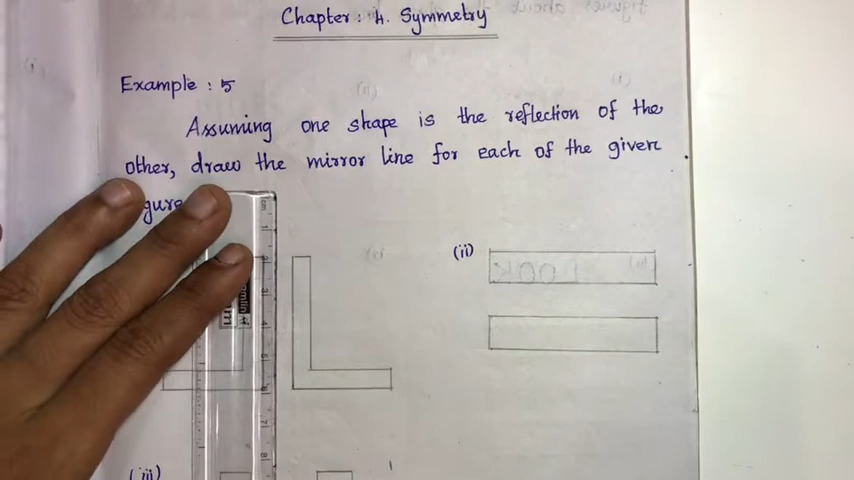 Chapter : 4. Symmetry
Example : 5
Assuming one shape is the reflection of the
other, draw the mirror line for each of the given
(ii)
(iii)